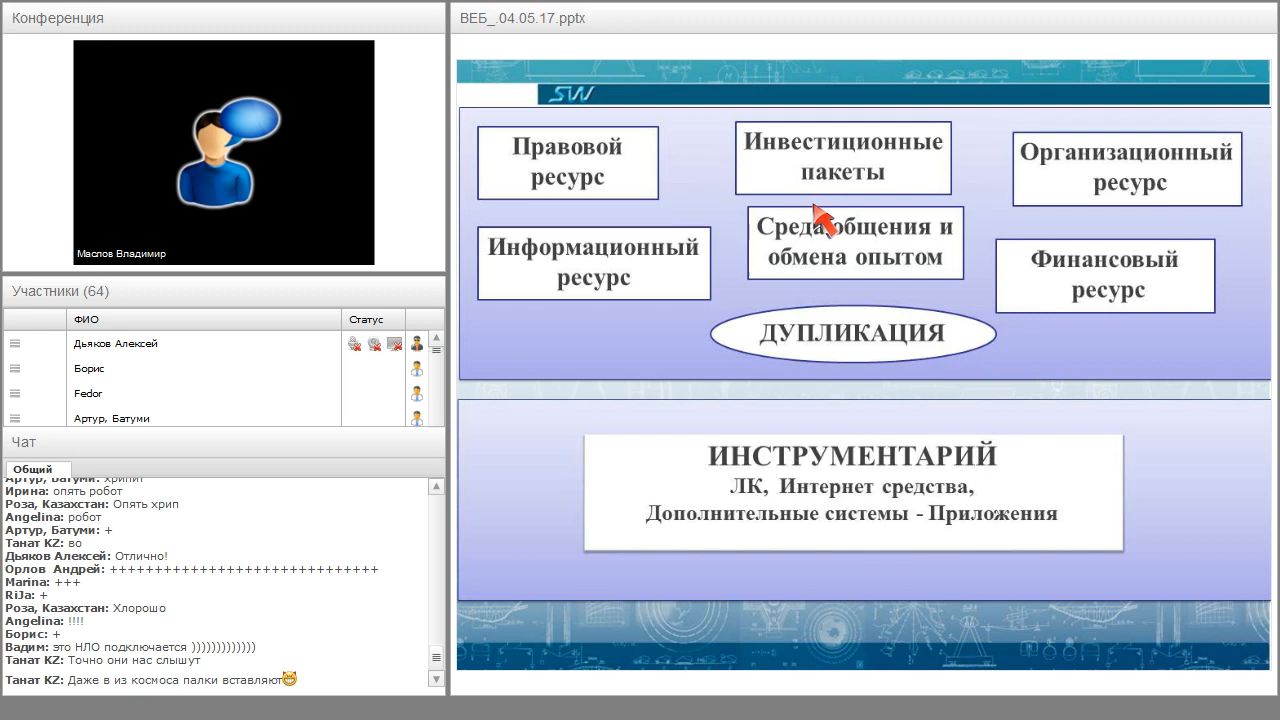 Конференция
Маслов Владимир
Участники (64)
ФИО
Статус
Дьяков Алексей
Борис
Fedor
Артур, Батуми
Чат
Общий
Артур, Батуми: хрипит
Ирина: опять робот
Роза, Казахстан: Опять хрип
Angelina: робот
Артур, Батуми: +
Танат KZ: во
Дьяков Алексей: Отлично!
Орлов Андрей: ++++++++++++++++++++++++++++++
Marina: +++
RiJa: +
Роза, Казахстан: Хлорошо
Angelina: !!!!
Борис: +
Вадим: это НЛО подключается )))))))))))))
Танат KZ: Точно они нас слышут
Танат KZ: Даже в из космоса палки вставляют
ВЕБ_.04.05.17.pptx
SW
Правовой
ресурс
Инвестиционные
пакеты
Организационный
ресурс
Информационный
ресурс
Среда общения и
обмена опытом
Финансовый
ресурс
ДУПЛИКАЦИЯ
ИНСТРУМЕНТАРИЙ
ЛК, Интернет средства,
Дополнительные системы - Приложения